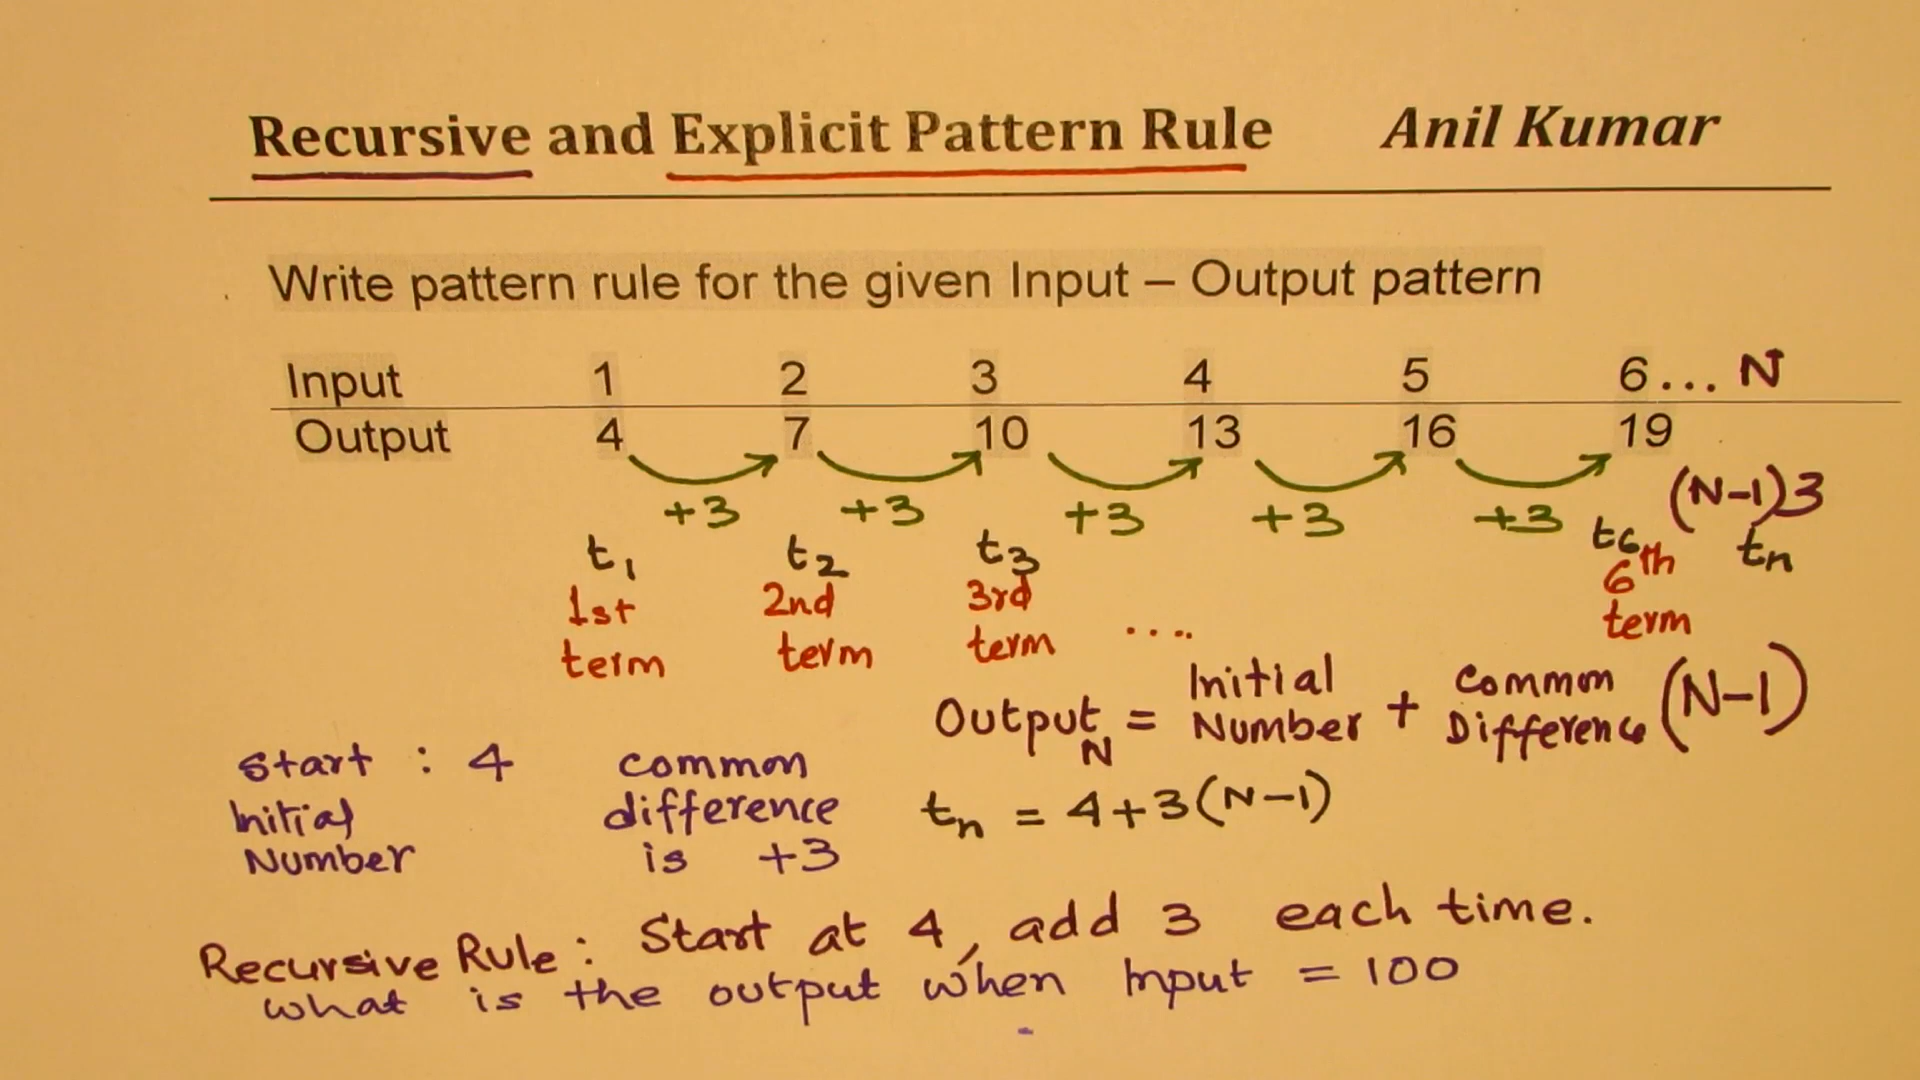 Recursive and Explicit Pattern Rule Anil Kumar
Write pattern rule for the given Input – Output pattern
Input 1 2 3 4 5 6... N
Output 4 7 10 13 16 19
+3 +3 +3 +3 +3 (N-1)3
t1 t2 t3 t6 tn
1st term 2nd term 3rd term .... 6th term
Output N = Initial Number + Common Difference (N-1)
Start : 4 common
Initial difference
Number is +3
tn = 4+3(N-1)
Recursive Rule: Start at 4, add 3 each time.
what is the output when Input = 100